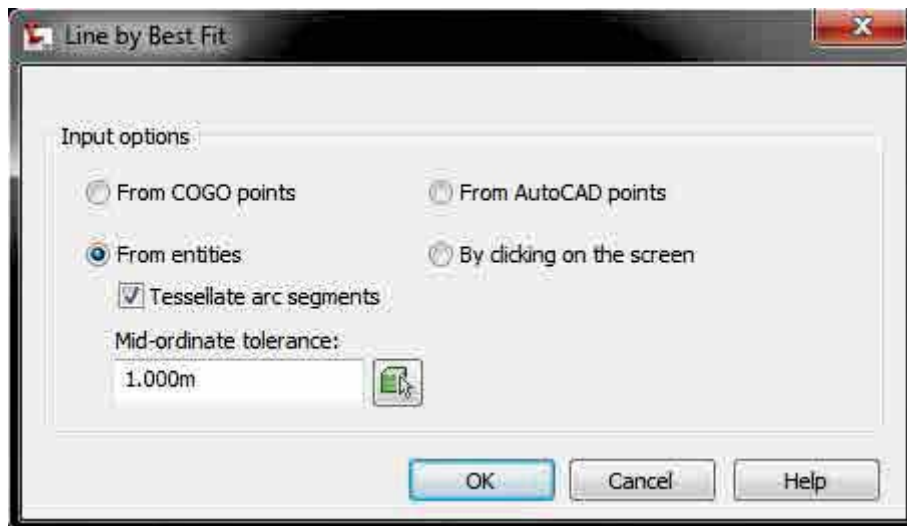 Line by Best Fit
Input options
From COGO points
From AutoCAD points
From entities
By clicking on the screen
Tessellate arc segments
Mid-ordinate tolerance:
1.000m
OK
Cancel
Help